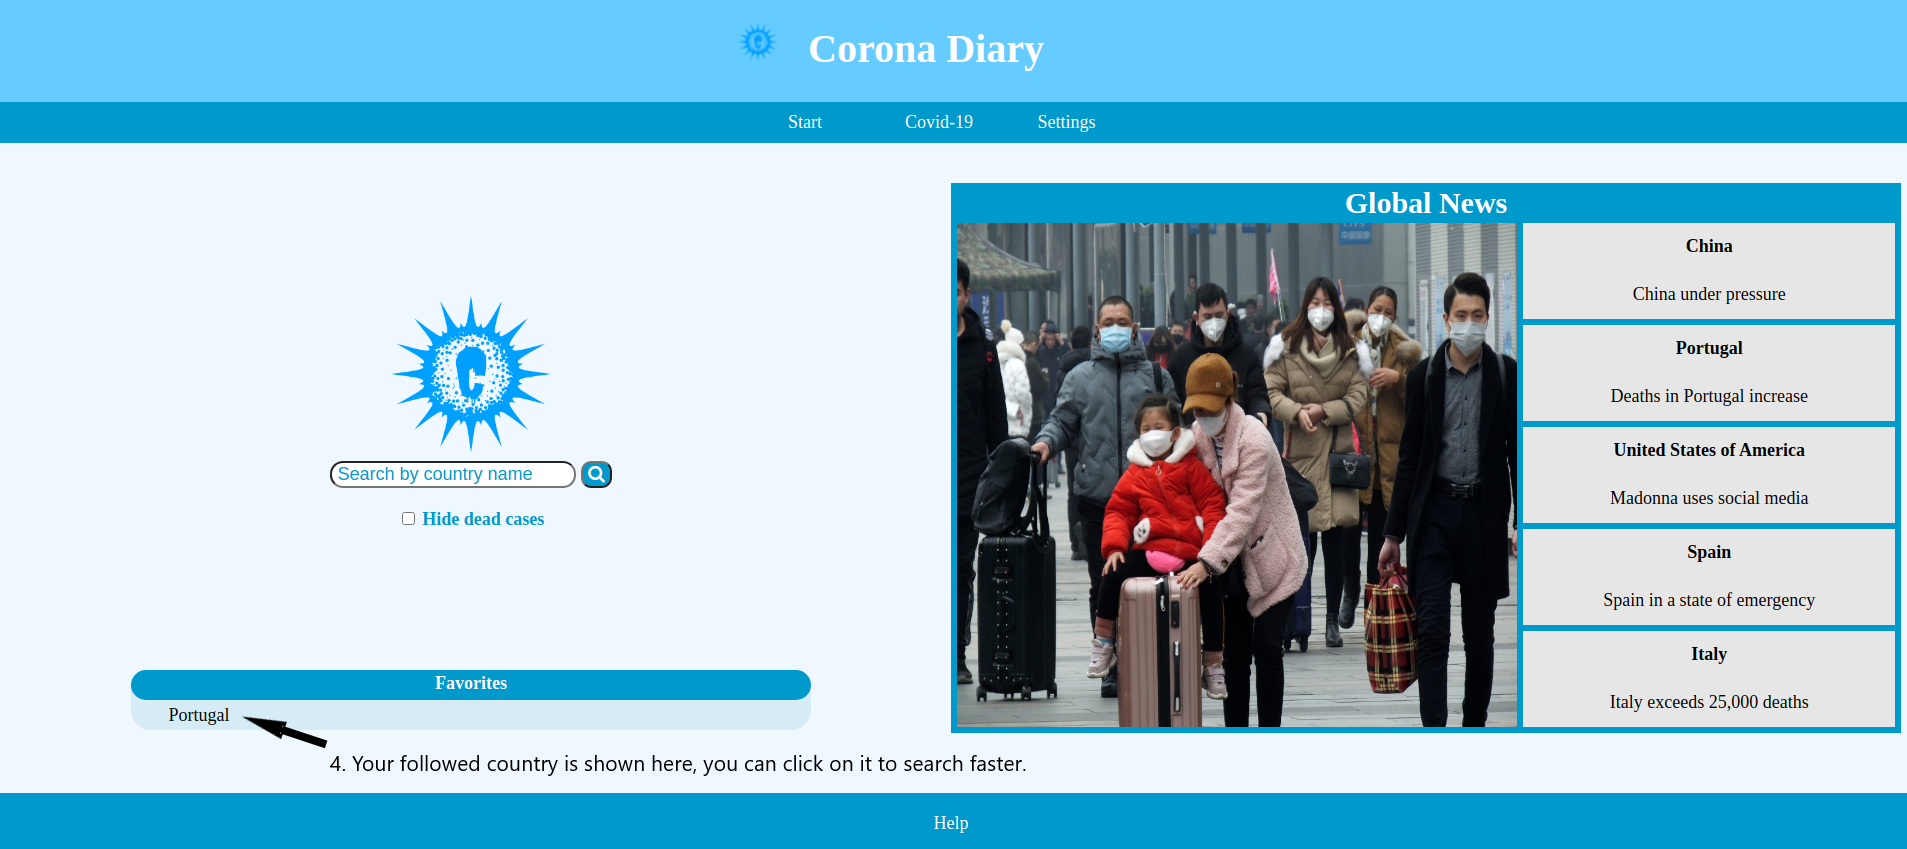 Corona Diary
Start
Covid-19
Settings
Global News
China
China under pressure
Portugal
Deaths in Portugal increase
United States of America
Madonna uses social media
Spain
Spain in a state of emergency
Italy
Italy exceeds 25,000 deaths
Search by country name
Hide dead cases
Favorites
Portugal
4. Your followed country is shown here, you can click on it to search faster.
Help